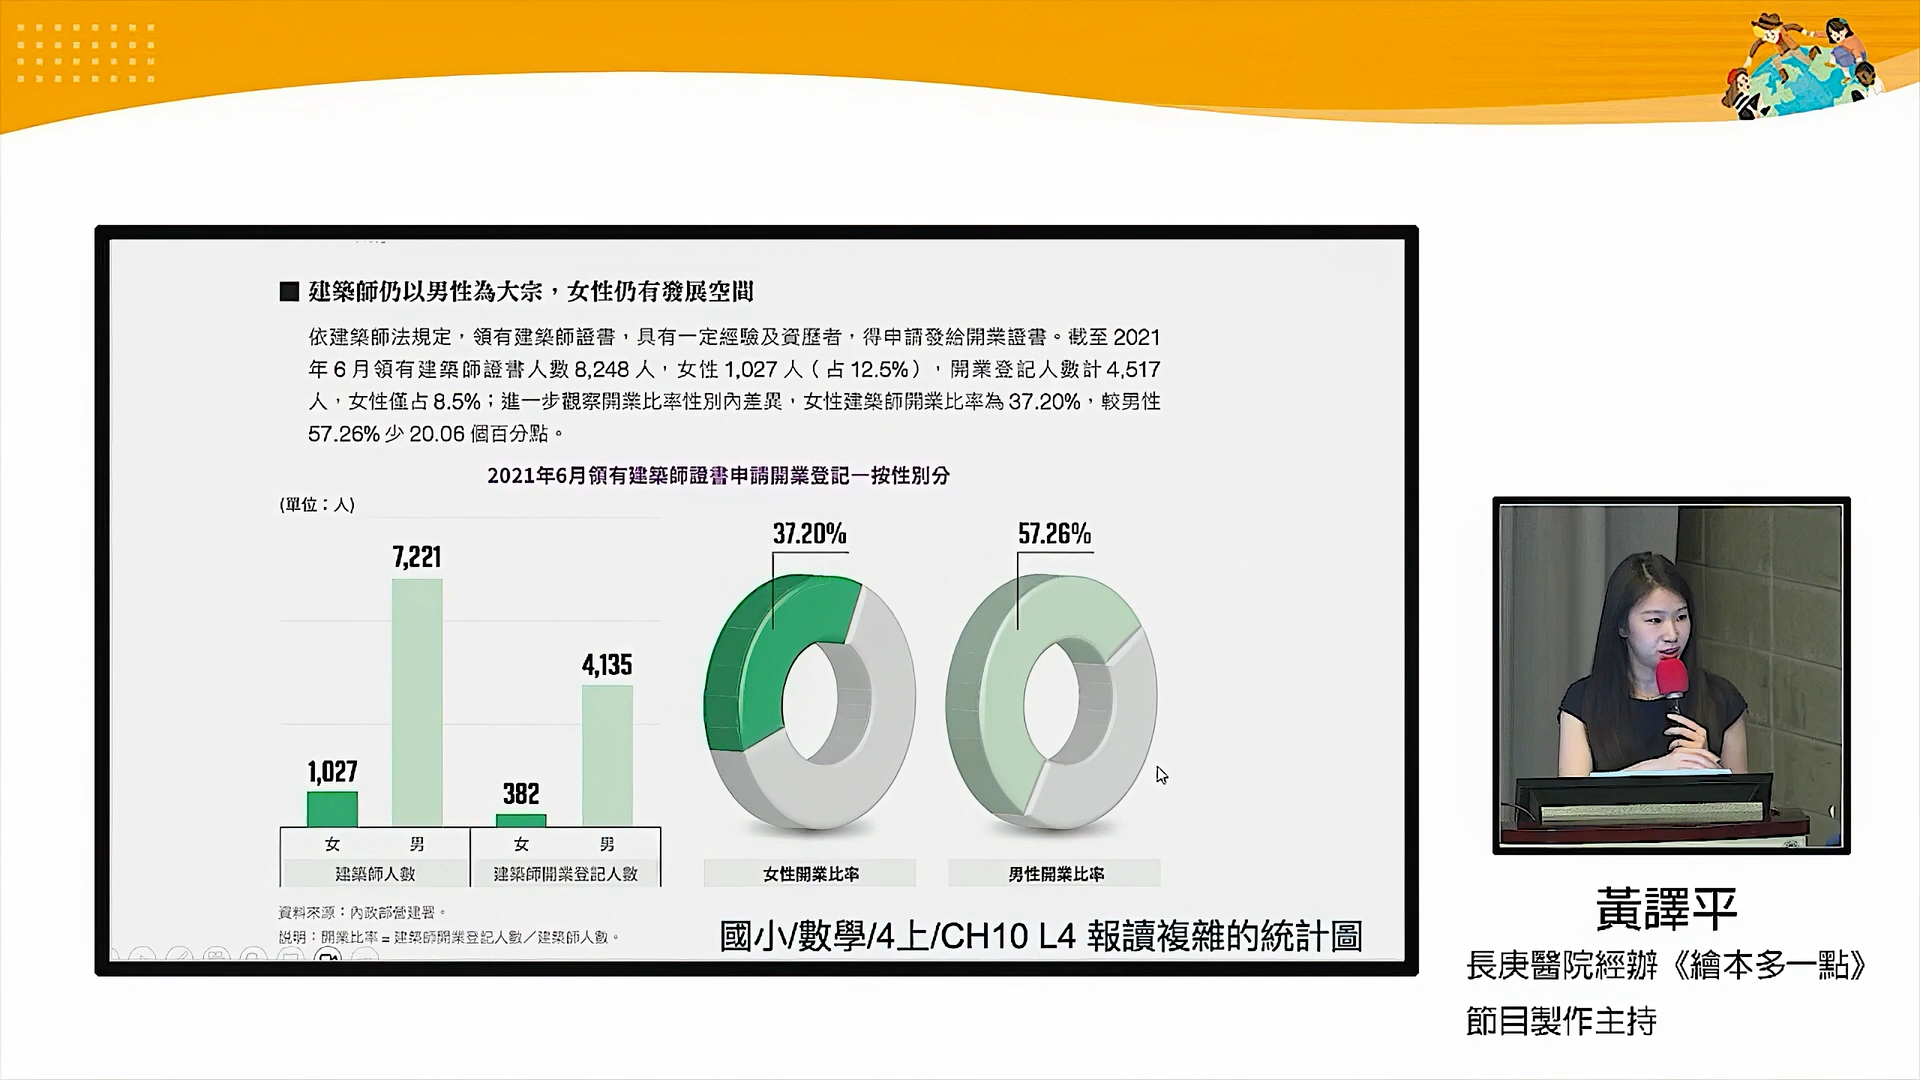 ■ 建築師仍以男性為大宗，女性仍有發展空間
依建築師法規定，領有建築師證書，具有一定經驗及資歷者，得申請發給開業證書。截至 2021
年 6 月領有建築師證書人數 8,248 人，女性 1,027 人（占 12.5%），開業登記人數計 4,517
人，女性僅占 8.5%；進一步觀察開業比率性別內差異，女性建築師開業比率為 37.20%，較男性
57.26% 少 20.06 個百分點。
2021年6月領有建築師證書申請開業登記—按性別分
(單位：人)
7,221
4,135
1,027
382
女 男 女 男
建築師人數 建築師開業登記人數
37.20% 57.26%
女性開業比率 男性開業比率
資料來源：內政部營建署。
說明：開業比率 = 建築師開業登記人數／建築師人數。
國小/數學/4上/CH10 L4 報讀複雜的統計圖
黃譯平
長庚醫院經辦《繪本多一點》
節目製作主持